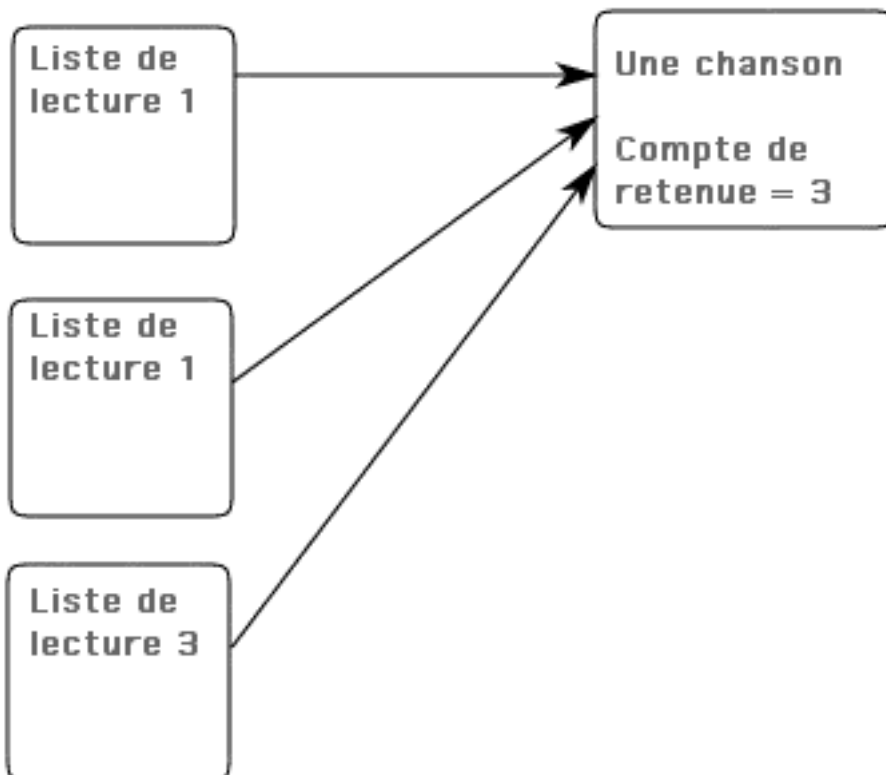 Liste de
lecture 1
Une chanson
Compte de
retenue = 3
Liste de
lecture 1
Liste de
lecture 3